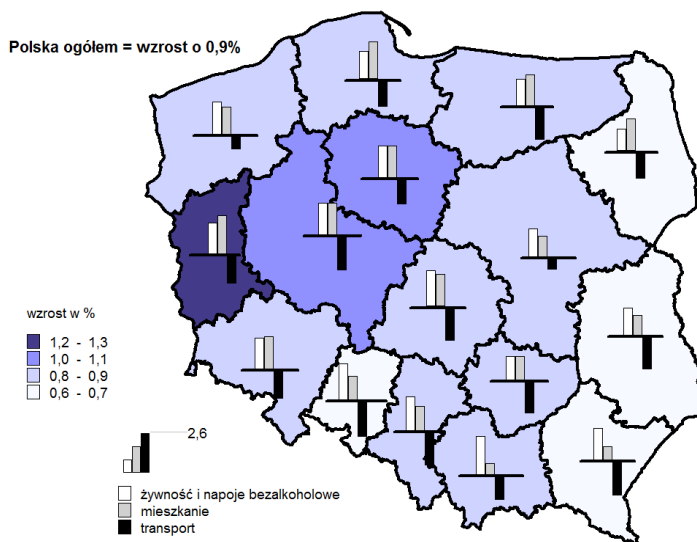 Polska ogółem = wzrost o 0,9%
wzrost w %
1,2 - 1,3
1,0 - 1,1
0,8 - 0,9
0,6 - 0,7
2,6
żywność i napoje bezalkoholowe
mieszkanie
transport